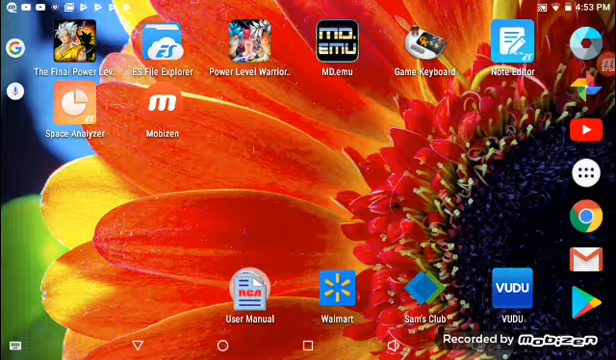 4:53 PM
The Final Power Lev..
ES File Explorer
Power Level Warrior..
MD.emu
Game Keyboard
Note Editor
Space Analyzer
Mobizen
User Manual
Walmart
Sam's Club
VUDU
MD.
EMU
ES
G
m
RCA
VUDU
Recorded by mobizen